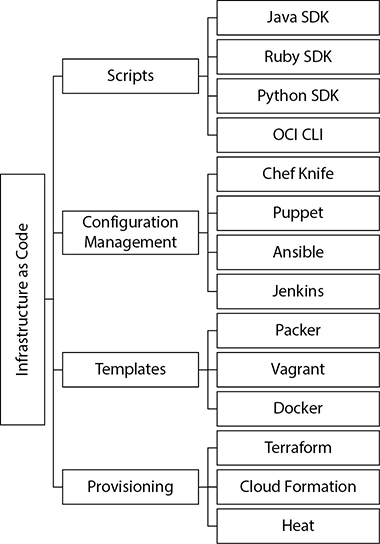 Infrastructure as Code
Scripts
Java SDK
Ruby SDK
Python SDK
OCI CLI
Configuration
Management
Chef Knife
Puppet
Ansible
Jenkins
Templates
Packer
Vagrant
Docker
Provisioning
Terraform
Cloud Formation
Heat